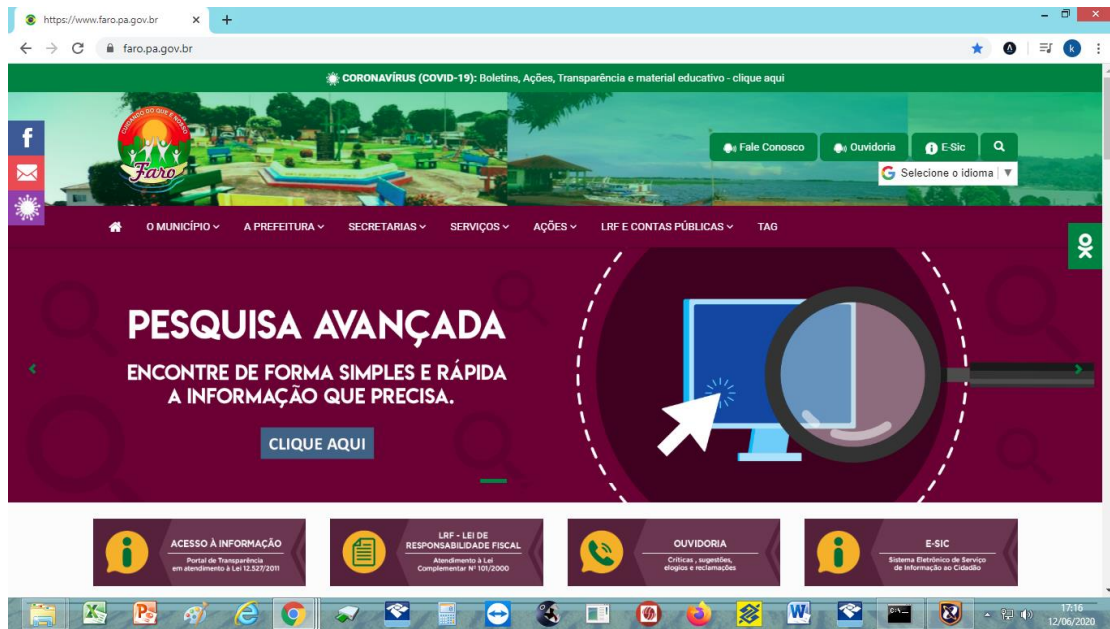 https://www.faro.pa.gov.br
faro.pa.gov.br
k
CORONAVÍRUS (COVID-19): Boletins, Ações, Transparência e material educativo - clique aqui
CUIDANDO DO QUE É NOSSO
Faro
Fale Conosco
Ouvidoria
E-Sic
Selecione o idioma
O MUNICÍPIO
A PREFEITURA
SECRETARIAS
SERVIÇOS
AÇÕES
LRF E CONTAS PÚBLICAS
TAG
PESQUISA AVANÇADA
ENCONTRE DE FORMA SIMPLES E RÁPIDA
A INFORMAÇÃO QUE PRECISA.
CLIQUE AQUI
ACESSO À INFORMAÇÃO
Portal de Transparência
em atendimento à Lei 12.527/2011
LRF - LEI DE
RESPONSABILIDADE FISCAL
Atendimento à Lei
Complementar Nº 101/2000
OUVIDORIA
Críticas , sugestões,
elogios e reclamações
E-SIC
Sistema Eletrônico de Serviço
de Informação ao Cidadão
17:16
12/06/2020